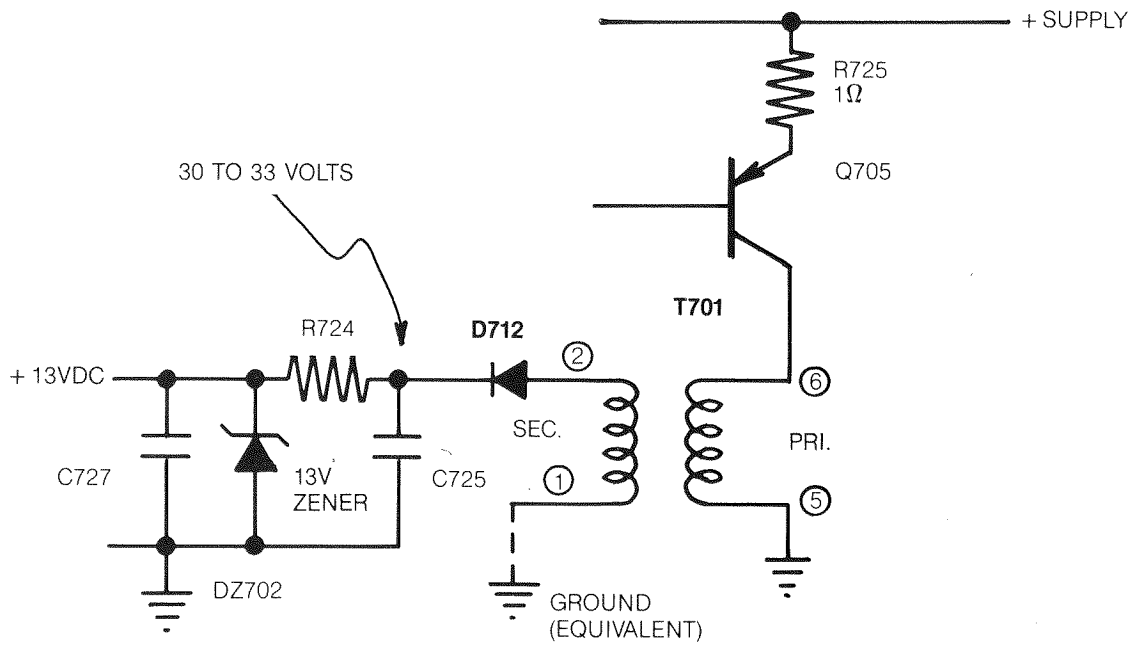 + SUPPLY
R725
1Ω
30 TO 33 VOLTS
Q705
T701
R724
D712
②
+ 13VDC
⑥
SEC.
PRI.
C727
13V
ZENER
C725
①
⑤
DZ702
GROUND
(EQUIVALENT)